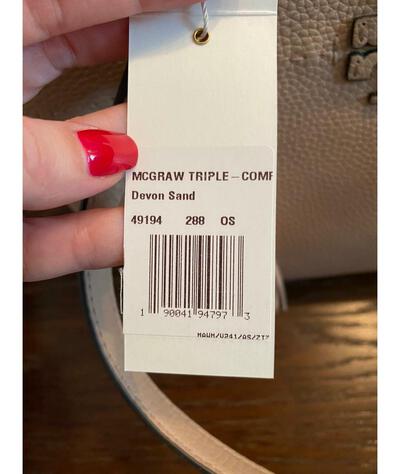 MCGRAW TRIPLE-COMP
Devon Sand
49194 288 OS
1 90041 94797 3